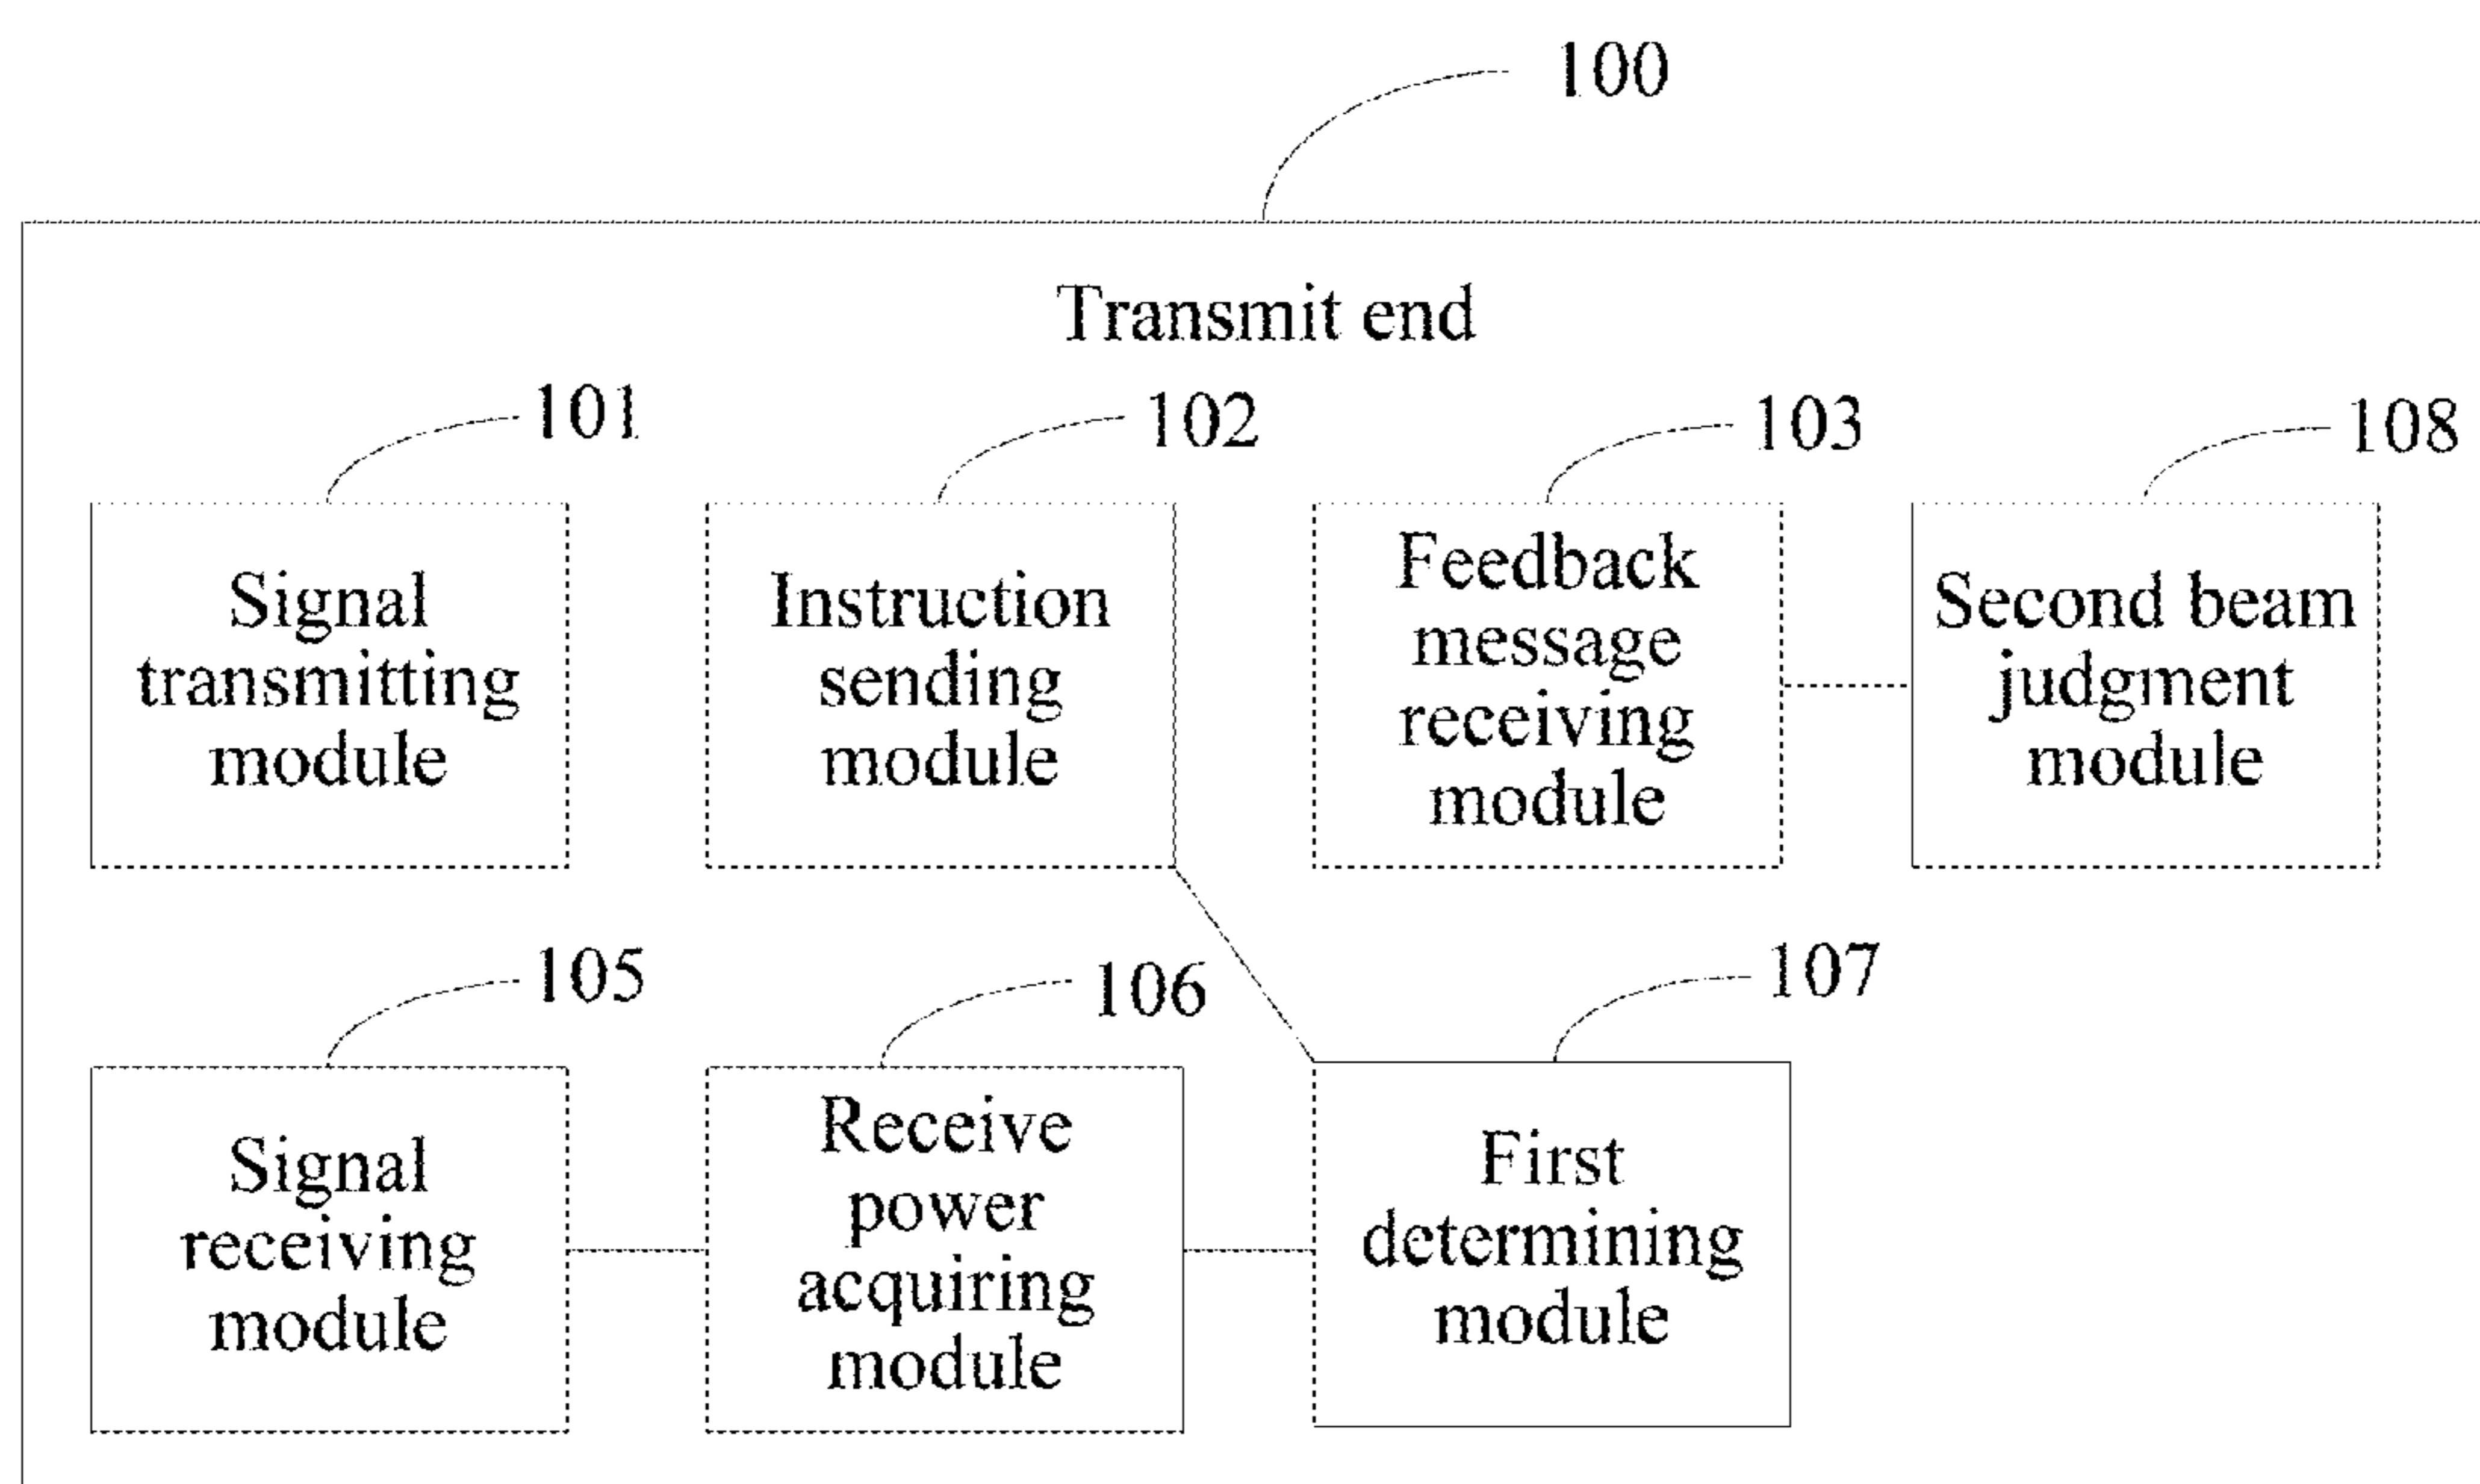 100
Transmit end
101
102
103
108
Signal
transmitting
module
Instruction
sending
module
Feedback
message
receiving
module
Second beam
judgment
module
105
106
107
Signal
receiving
module
Receive
power
acquiring
module
First
determining
module